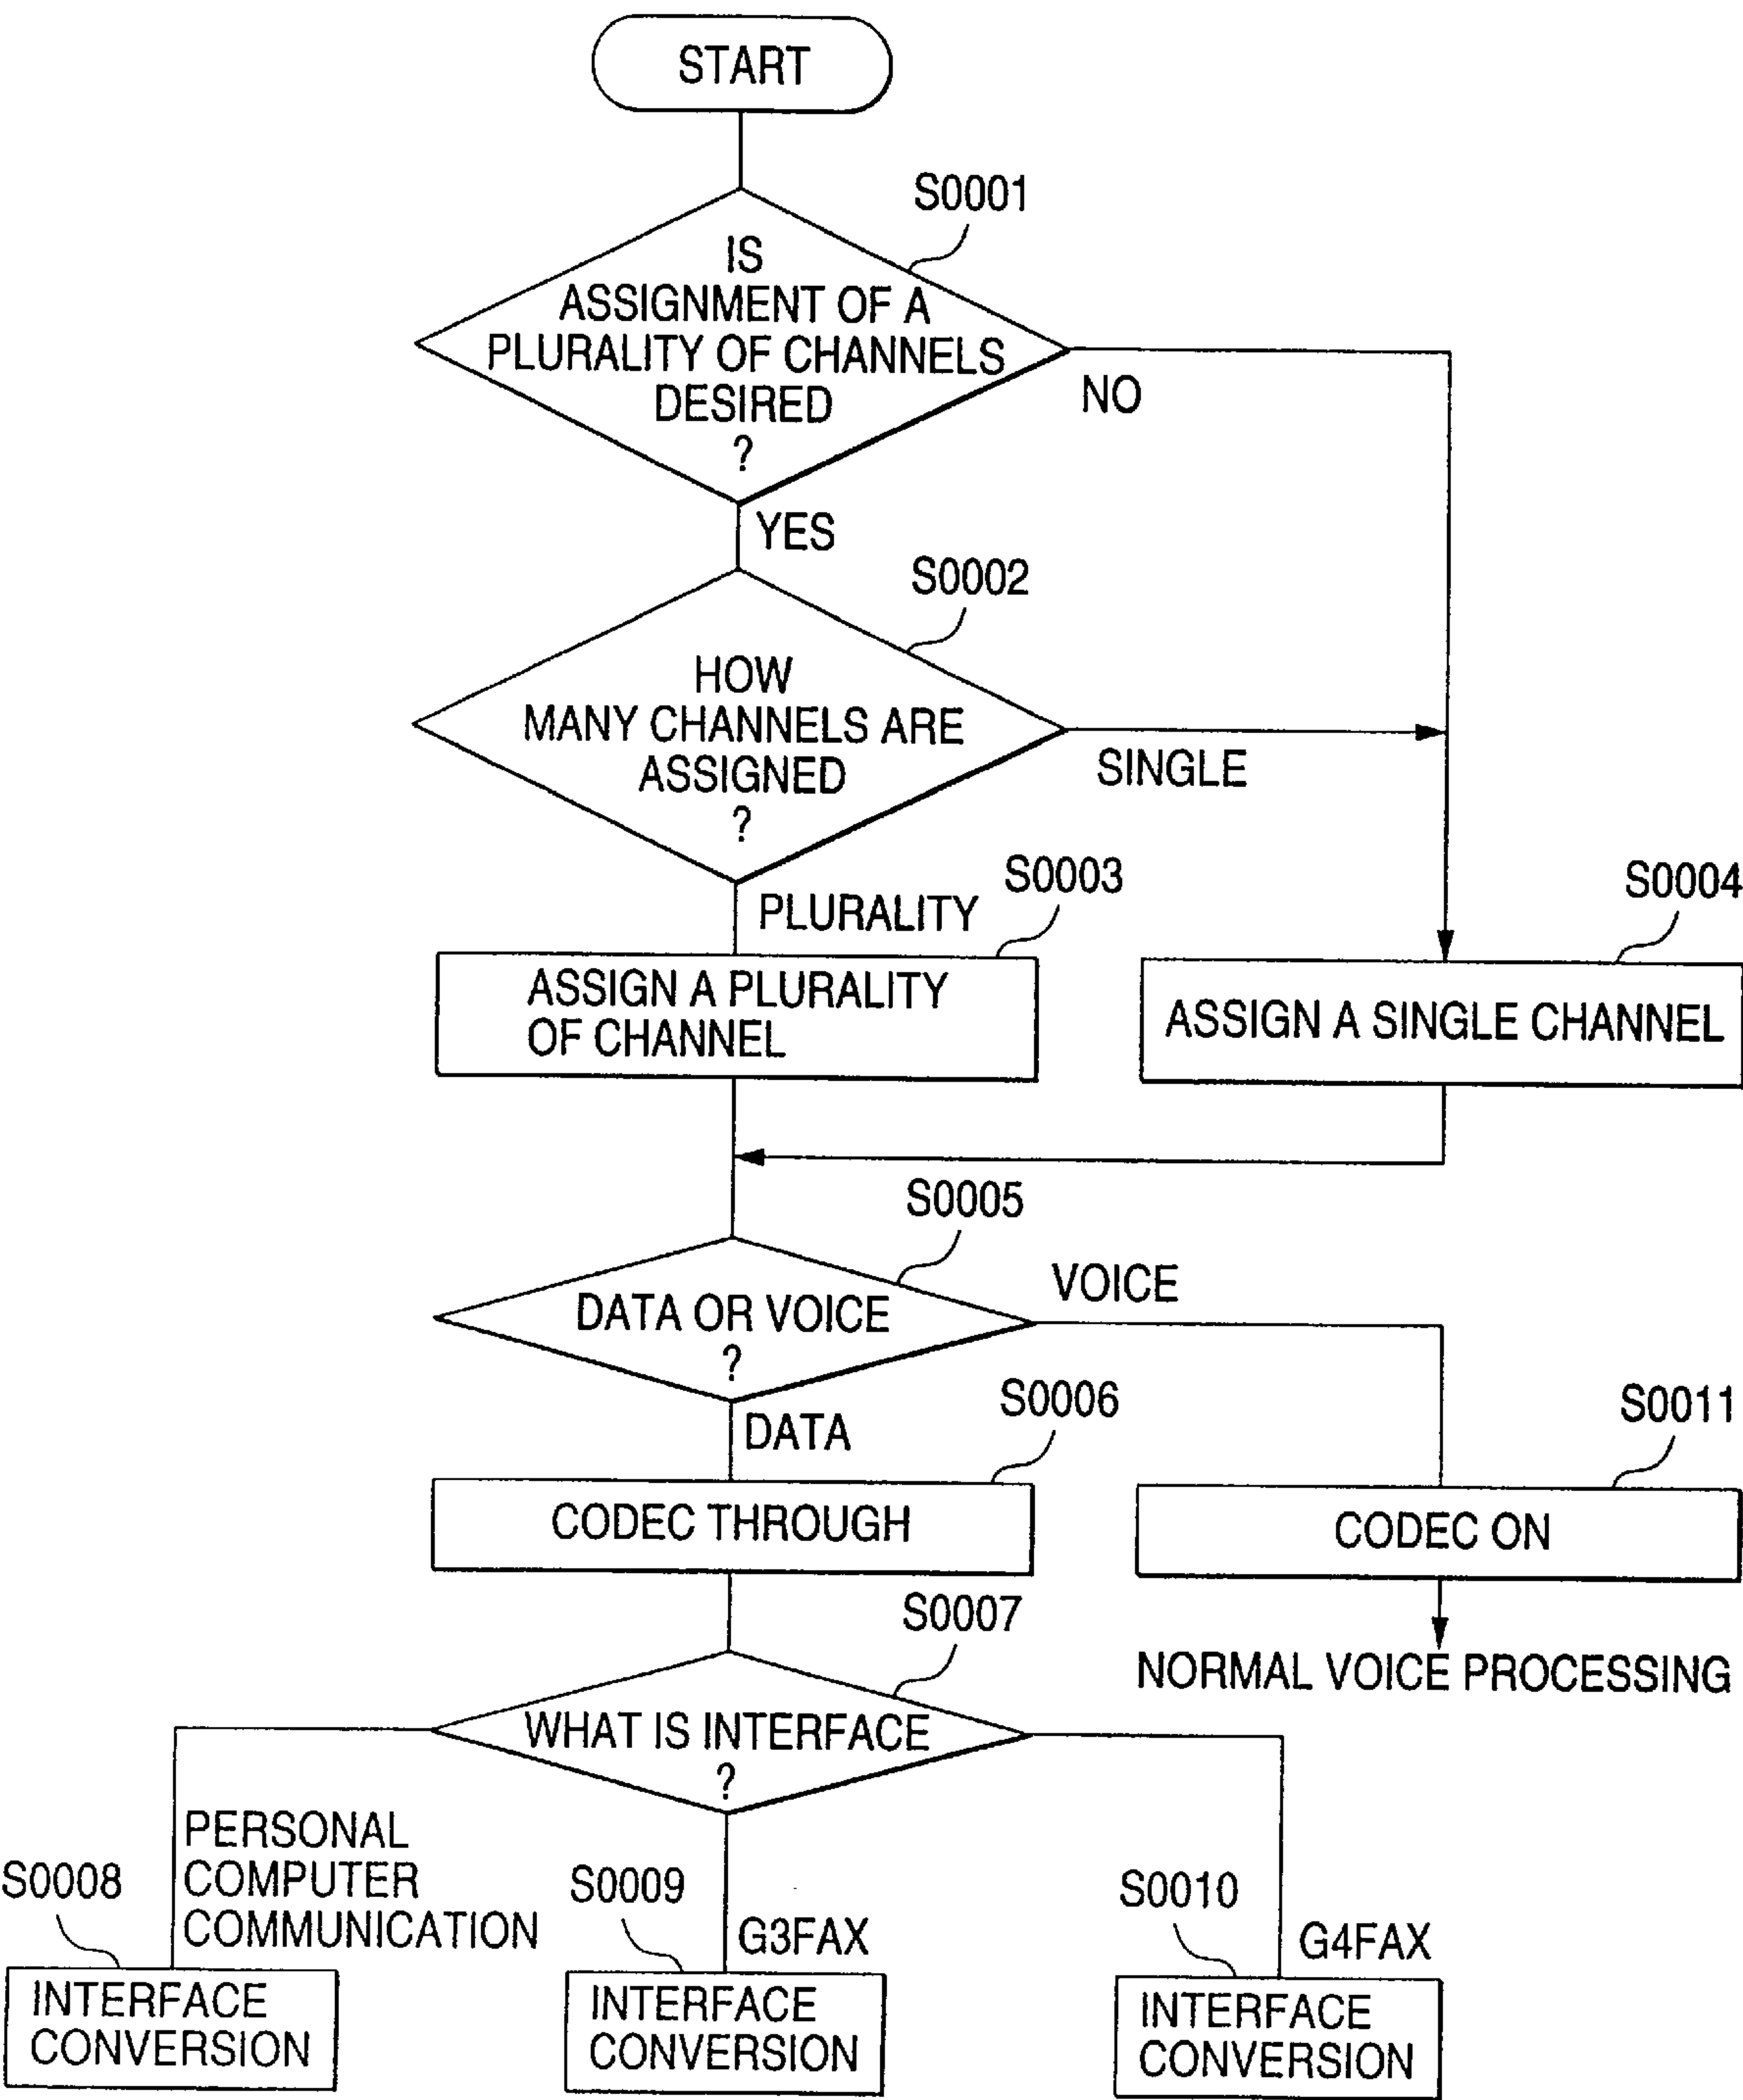 START
S0001
IS
ASSIGNMENT OF A
PLURALITY OF CHANNELS
DESIRED
?
NO
YES
S0002
HOW
MANY CHANNELS ARE
ASSIGNED
?
SINGLE
PLURALITY
S0003
S0004
ASSIGN A PLURALITY
OF CHANNEL
ASSIGN A SINGLE CHANNEL
S0005
DATA OR VOICE
?
VOICE
DATA
S0006
S0011
CODEC THROUGH
CODEC ON
S0007
NORMAL VOICE PROCESSING
WHAT IS INTERFACE
?
PERSONAL
COMPUTER
COMMUNICATION
S0008
S0009
G3FAX
S0010
G4FAX
INTERFACE
CONVERSION
INTERFACE
CONVERSION
INTERFACE
CONVERSION